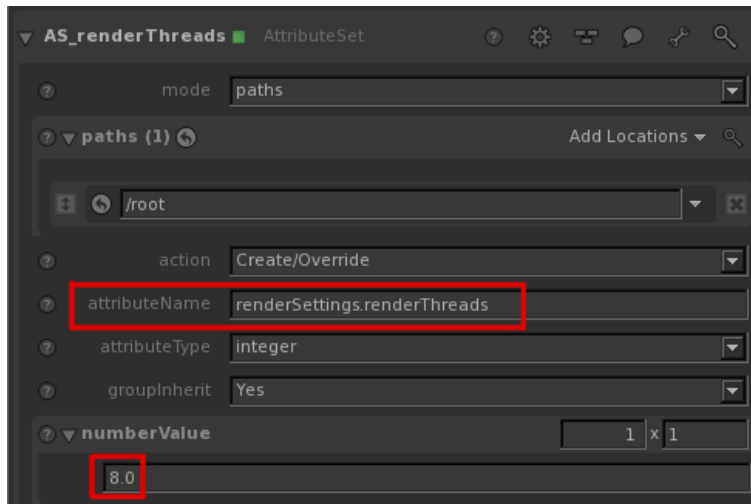 AS_renderThreads AttributeSet
mode paths
paths (1) Add Locations
/root
action Create/Override
attributeName renderSettings.renderThreads
attributeType integer
groupInherit Yes
numberValue 1 x 1
8.0